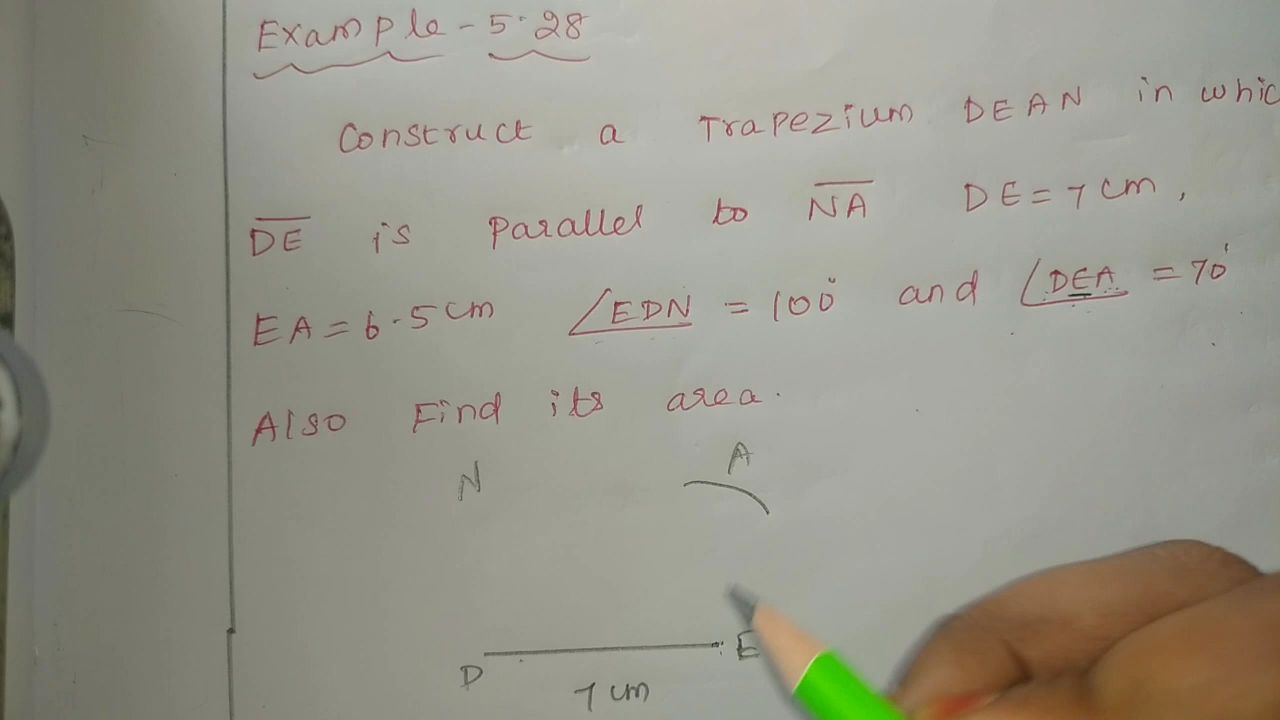 Example - 5.28
Construct a Trapezium DEAN in whic
DE is Parallel to NA DE = 7 cm,
EA = 6.5 cm ∠EDN = 100° and ∠DEA = 70°
Also Find its area.
N A
D E
7 cm